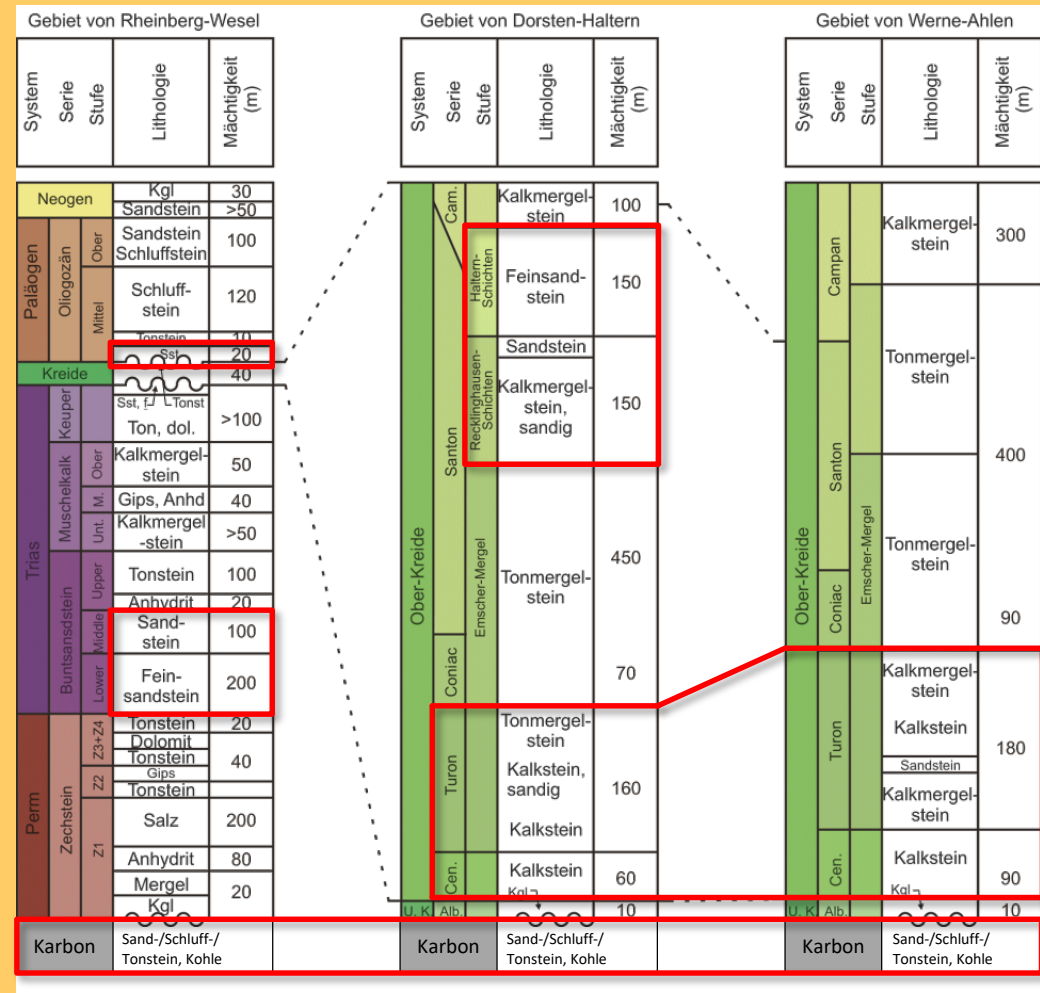 Gebiet von Rheinberg-Wesel
System
Serie
Stufe
Lithologie
Mächtigkeit
(m)
Neogen
Kgl
30
Sandstein
>50
Paläogen
Oliogozän
Ober
Sandstein
Schluffstein
100
Mittel
Schluff-
stein
120
Tonstein
10
Sst
20
Kreide
40
Sst, f
Tonst
Trias
Keuper
Ton, dol.
>100
Muschelkalk
Ober
Kalkmergel-
stein
50
M.
Gips, Anhd
40
Unt.
Kalkmergel
-stein
>50
Buntsansdstein
Upper
Tonstein
100
Anhydrit
20
Middle
Sand-
stein
100
Lower
Fein-
sandstein
200
Perm
Zechstein
Z3+Z4
Tonstein
20
Dolomit
Tonstein
40
Z2
Gips
Tonstein
Z1
Salz
200
Anhydrit
80
Mergel
20
Kgl
Karbon
Sand-/Schluff-/
Tonstein, Kohle
Gebiet von Dorsten-Haltern
System
Serie
Stufe
Lithologie
Mächtigkeit
(m)
Ober-Kreide
Cam.
Kalkmergel-
stein
100
Haltern-
Schichten
Feinsand-
stein
150
Santon
Recklinghausen-
Schichten
Sandstein
Kalkmergel-
stein,
sandig
150
Emscher-Mergel
Tonmergel-
stein
450
Coniac
70
Turon
Tonmergel-
stein
Kalkstein,
sandig
160
Kalkstein
Cen.
Kalkstein
60
Kgl
U. K.
Alb.
10
Karbon
Sand-/Schluff-/
Tonstein, Kohle
Gebiet von Werne-Ahlen
System
Serie
Stufe
Lithologie
Mächtigkeit
(m)
Ober-Kreide
Campan
Kalkmergel-
stein
300
Tonmergel-
stein
Santon
400
Emscher-Mergel
Tonmergel-
stein
Coniac
90
Turon
Kalkmergel-
stein
Kalkstein
180
Sandstein
Kalkmergel-
stein
Cen.
Kalkstein
90
Kgl
U. K.
Alb.
10
Karbon
Sand-/Schluff-/
Tonstein, Kohle